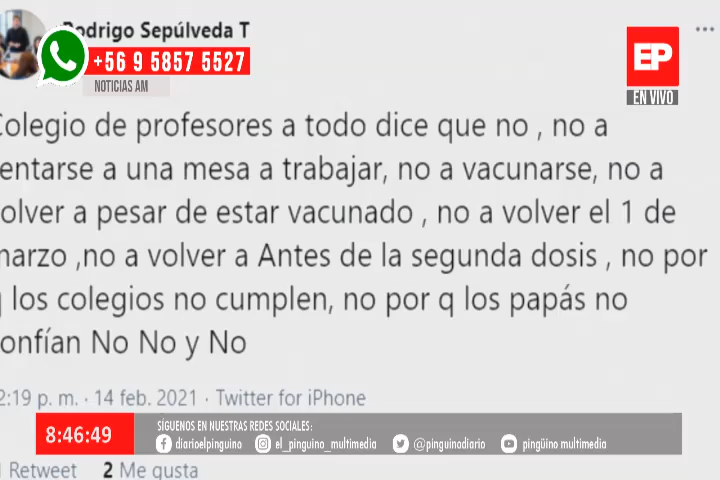 Rodrigo Sepúlveda T
+56 9 5857 5527
NOTICIAS AM
EP
EN VIVO
Colegio de profesores a todo dice que no , no a
entarse a una mesa a trabajar, no a vacunarse, no a
olver a pesar de estar vacunado , no a volver el 1 de
marzo ,no a volver a Antes de la segunda dosis , no por
q los colegios no cumplen, no por q los papás no
onfían No No y No
2:19 p. m. · 14 feb. 2021 · Twitter for iPhone
8:46:49
SÍGUENOS EN NUESTRAS REDES SOCIALES:
diarioelpinguino
el_pinguino_multimedia
@pinguinodiario
pingüino multimedia
Retweet 2 Me gusta